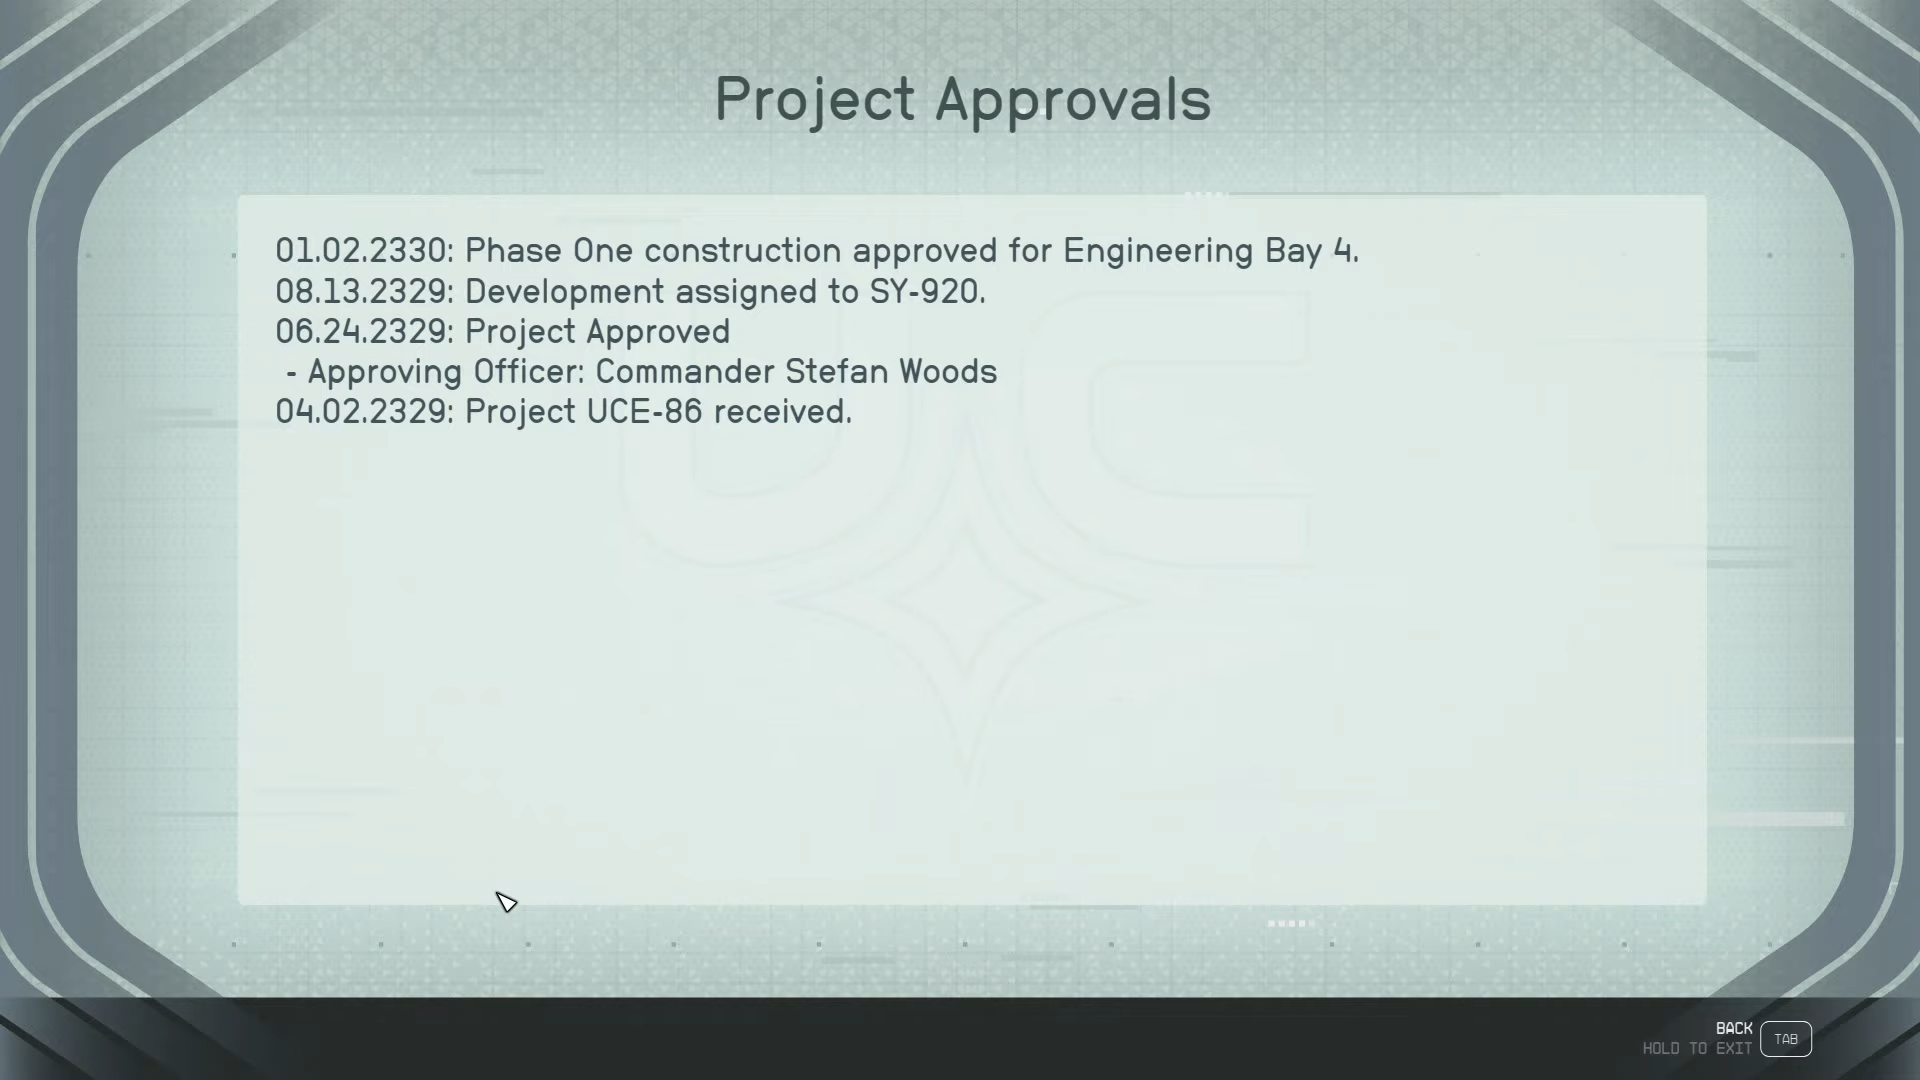 Project Approvals
01.02.2330: Phase One construction approved for Engineering Bay 4.
08.13.2329: Development assigned to SY-920.
06.24.2329: Project Approved
- Approving Officer: Commander Stefan Woods
04.02.2329: Project UCE-86 received.
UC
BACK
HOLD TO EXIT
TAB